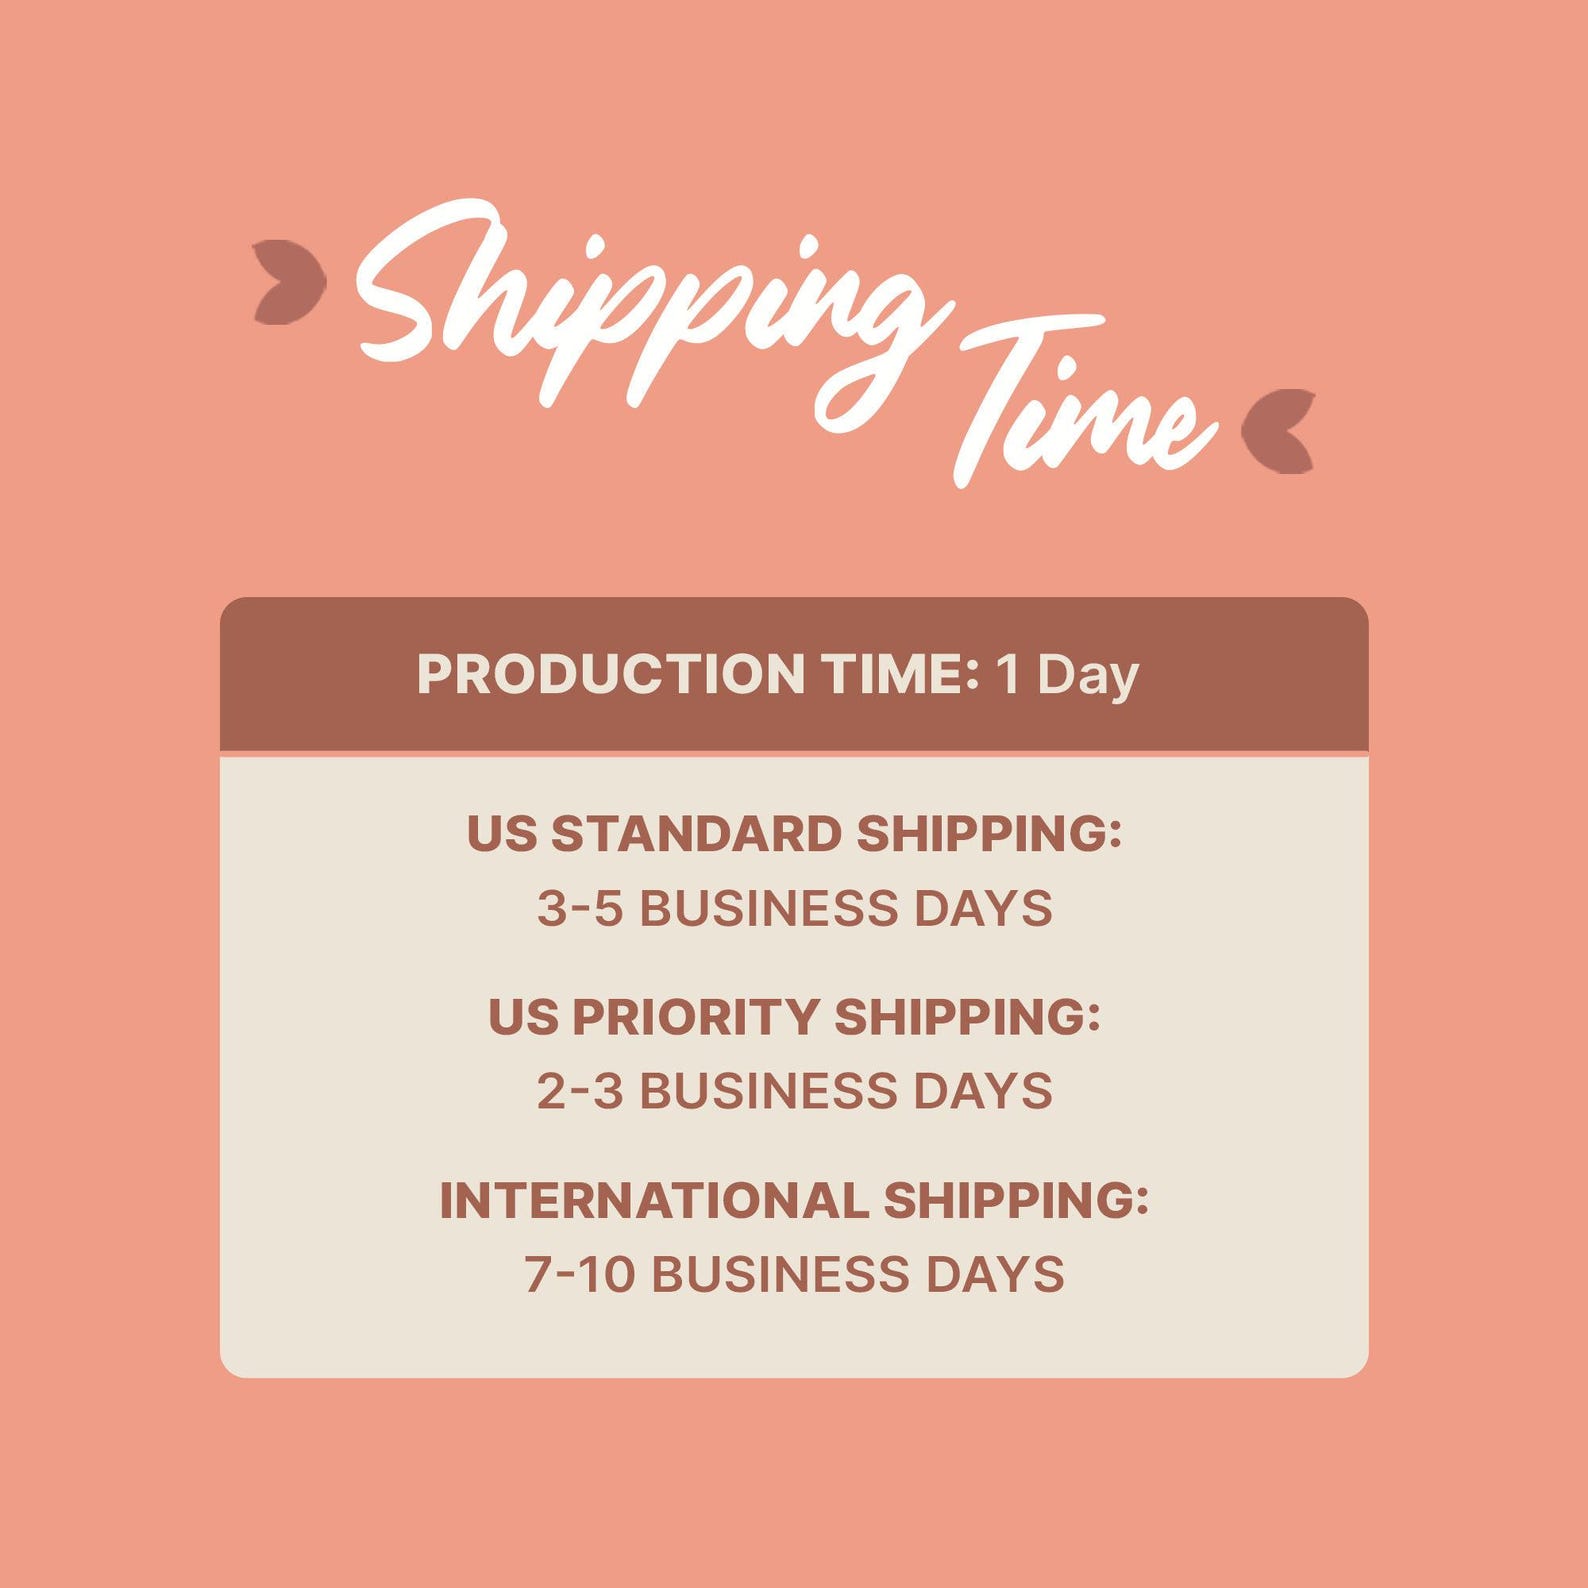 Shipping
Time
PRODUCTION TIME: 1 Day
US STANDARD SHIPPING:
3-5 BUSINESS DAYS
US PRIORITY SHIPPING:
2-3 BUSINESS DAYS
INTERNATIONAL SHIPPING:
7-10 BUSINESS DAYS